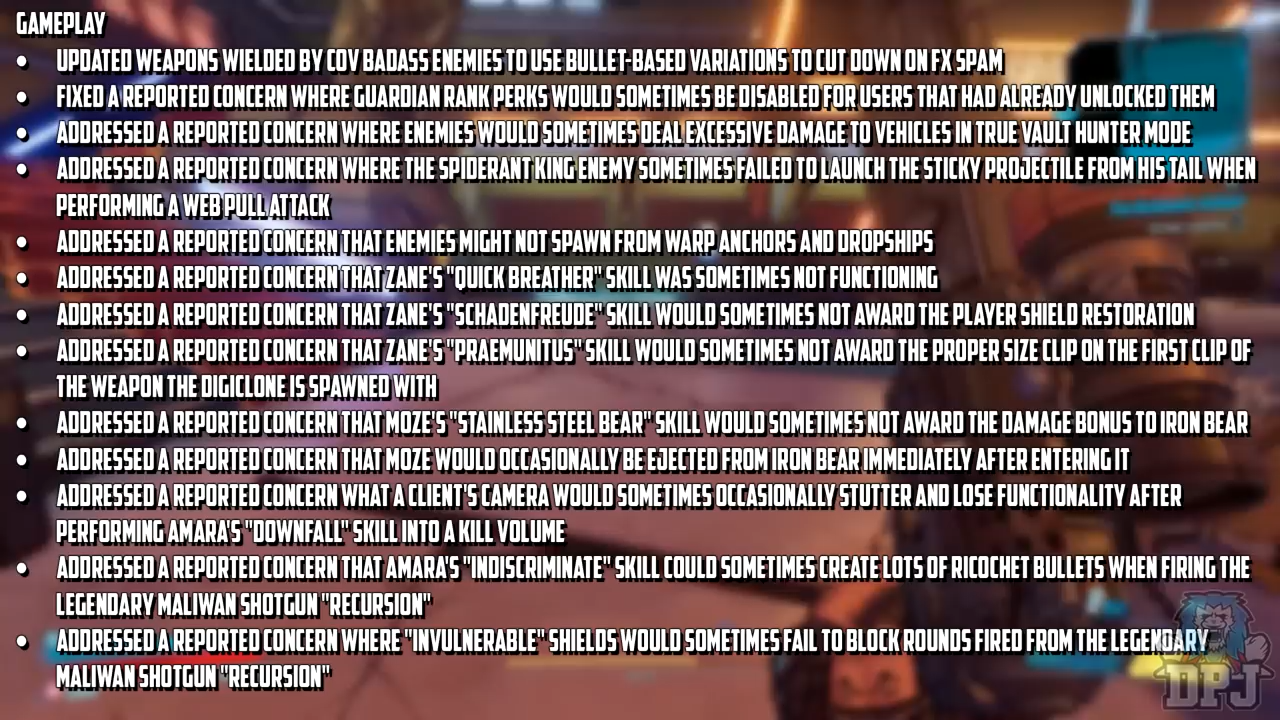 GAMEPLAY
• UPDATED WEAPONS WIELDED BY COV BADASS ENEMIES TO USE BULLET-BASED VARIATIONS TO CUT DOWN ON FX SPAM
• FIXED A REPORTED CONCERN WHERE GUARDIAN RANK PERKS WOULD SOMETIMES BE DISABLED FOR USERS THAT HAD ALREADY UNLOCKED THEM
• ADDRESSED A REPORTED CONCERN WHERE ENEMIES WOULD SOMETIMES DEAL EXCESSIVE DAMAGE TO VEHICLES IN TRUE VAULT HUNTER MODE
• ADDRESSED A REPORTED CONCERN WHERE THE SPIDERANT KING ENEMY SOMETIMES FAILED TO LAUNCH THE STICKY PROJECTILE FROM HIS TAIL WHEN
PERFORMING A WEB PULL ATTACK
• ADDRESSED A REPORTED CONCERN THAT ENEMIES MIGHT NOT SPAWN FROM WARP ANCHORS AND DROPSHIPS
• ADDRESSED A REPORTED CONCERN THAT ZANE'S "QUICK BREATHER" SKILL WAS SOMETIMES NOT FUNCTIONING
• ADDRESSED A REPORTED CONCERN THAT ZANE'S "SCHADENFREUDE" SKILL WOULD SOMETIMES NOT AWARD THE PLAYER SHIELD RESTORATION
• ADDRESSED A REPORTED CONCERN THAT ZANE'S "PRAEMUNITUS" SKILL WOULD SOMETIMES NOT AWARD THE PROPER SIZE CLIP ON THE FIRST CLIP OF
THE WEAPON THE DIGICLONE IS SPAWNED WITH
• ADDRESSED A REPORTED CONCERN THAT MOZE'S "STAINLESS STEEL BEAR" SKILL WOULD SOMETIMES NOT AWARD THE DAMAGE BONUS TO IRON BEAR
• ADDRESSED A REPORTED CONCERN THAT MOZE WOULD OCCASIONALLY BE EJECTED FROM IRON BEAR IMMEDIATELY AFTER ENTERING IT
• ADDRESSED A REPORTED CONCERN WHAT A CLIENT'S CAMERA WOULD SOMETIMES OCCASIONALLY STUTTER AND LOSE FUNCTIONALITY AFTER
PERFORMING AMARA'S "DOWNFALL" SKILL INTO A KILL VOLUME
• ADDRESSED A REPORTED CONCERN THAT AMARA'S "INDISCRIMINATE" SKILL COULD SOMETIMES CREATE LOTS OF RICOCHET BULLETS WHEN FIRING THE
LEGENDARY MALIWAN SHOTGUN "RECURSION"
• ADDRESSED A REPORTED CONCERN WHERE "INVULNERABLE" SHIELDS WOULD SOMETIMES FAIL TO BLOCK ROUNDS FIRED FROM THE LEGENDARY
MALIWAN SHOTGUN "RECURSION"
DPJ